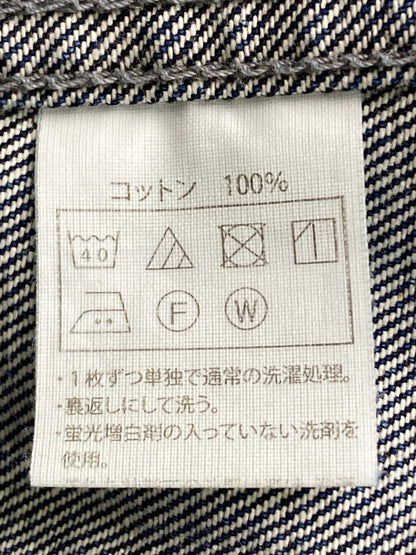 コットン 100%
40
F W
・1枚ずつ単独で通常の洗濯処理。
・裏返しにして洗う。
・蛍光増白剤の入っていない洗剤を
使用。